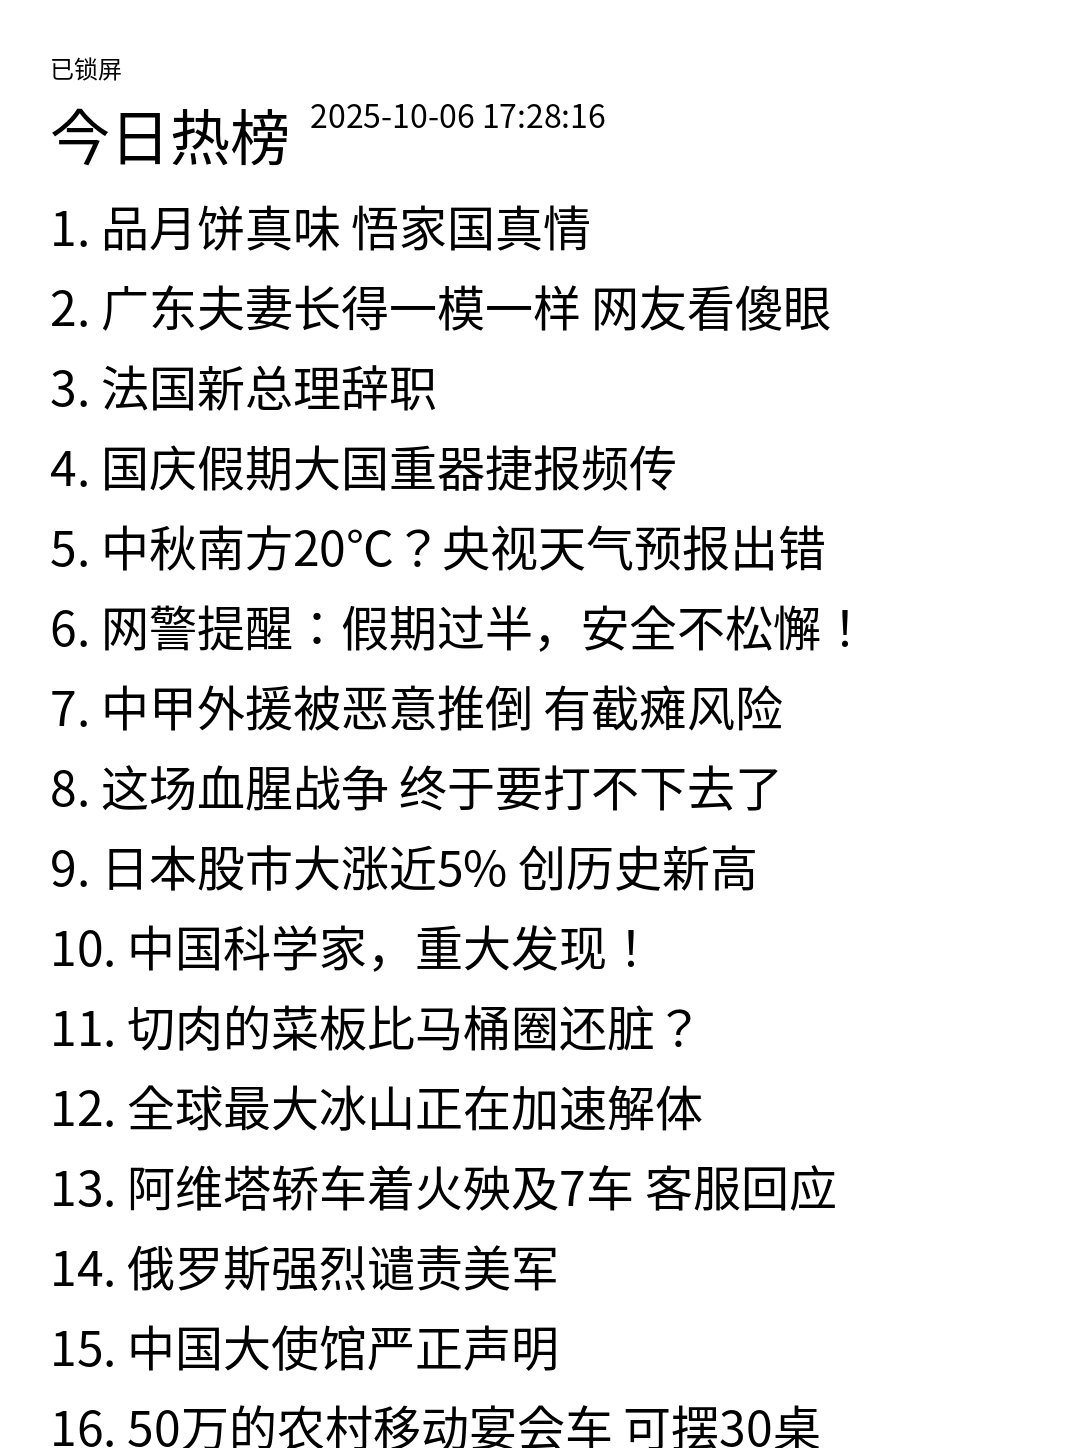 已锁屏
今日热榜 2025-10-06 17:28:16
1. 品月饼真味 悟家国真情
2. 广东夫妻长得一模一样 网友看傻眼
3. 法国新总理辞职
4. 国庆假期大国重器捷报频传
5. 中秋南方20℃？央视天气预报出错
6. 网警提醒：假期过半，安全不松懈！
7. 中甲外援被恶意推倒 有截瘫风险
8. 这场血腥战争 终于要打不下去了
9. 日本股市大涨近5% 创历史新高
10. 中国科学家，重大发现！
11. 切肉的菜板比马桶圈还脏？
12. 全球最大冰山正在加速解体
13. 阿维塔轿车着火殃及7车 客服回应
14. 俄罗斯强烈谴责美军
15. 中国大使馆严正声明
16. 50万的农村移动宴会车 可摆30桌